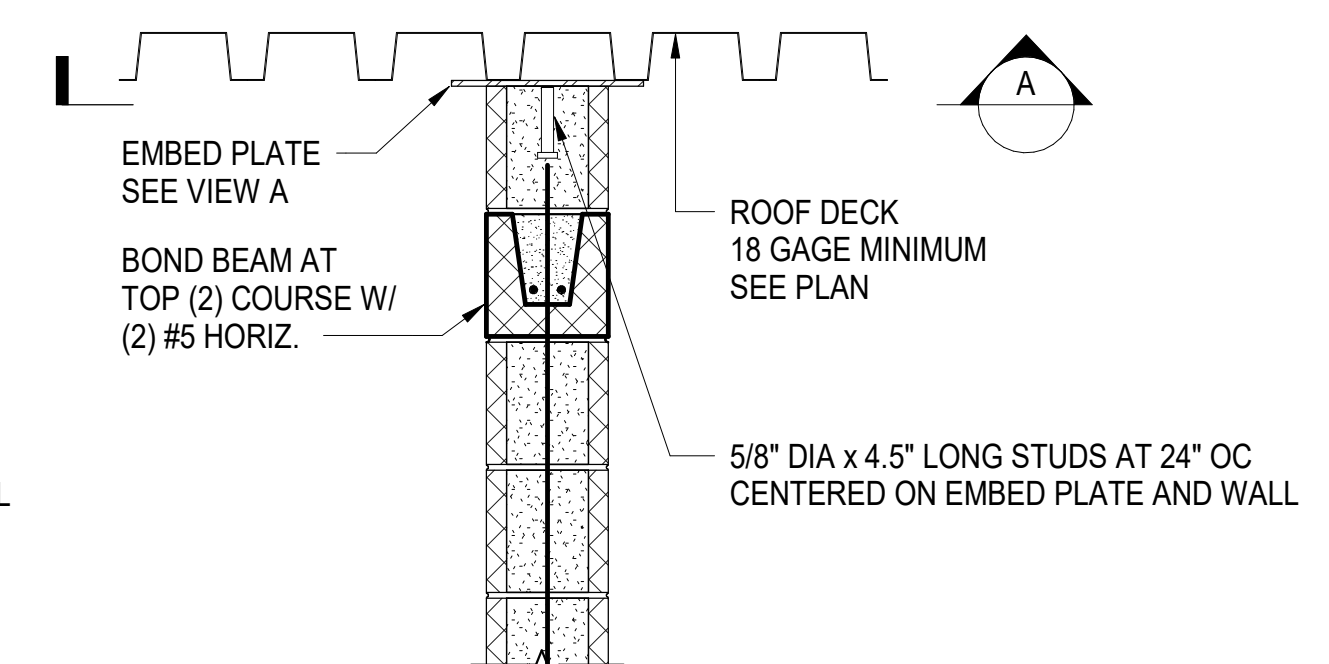 A
EMBED PLATE
SEE VIEW A
BOND BEAM AT
TOP (2) COURSE W/
(2) #5 HORIZ.
ROOF DECK
18 GAGE MINIMUM
SEE PLAN
5/8" DIA x 4.5" LONG STUDS AT 24" OC
CENTERED ON EMBED PLATE AND WALL
L